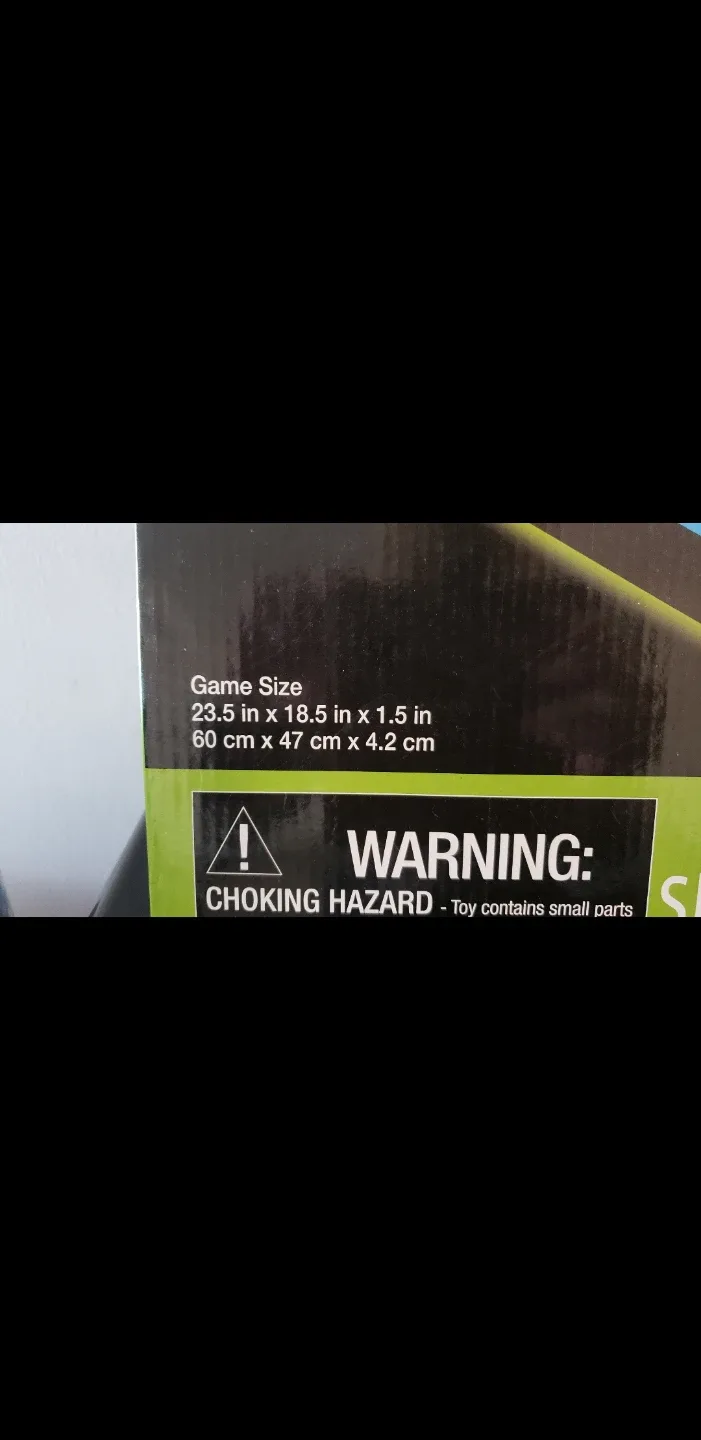 Game Size
23.5 in x 18.5 in x 1.5 in
60 cm x 47 cm x 4.2 cm
!
WARNING:
CHOKING HAZARD - Toy contains small parts